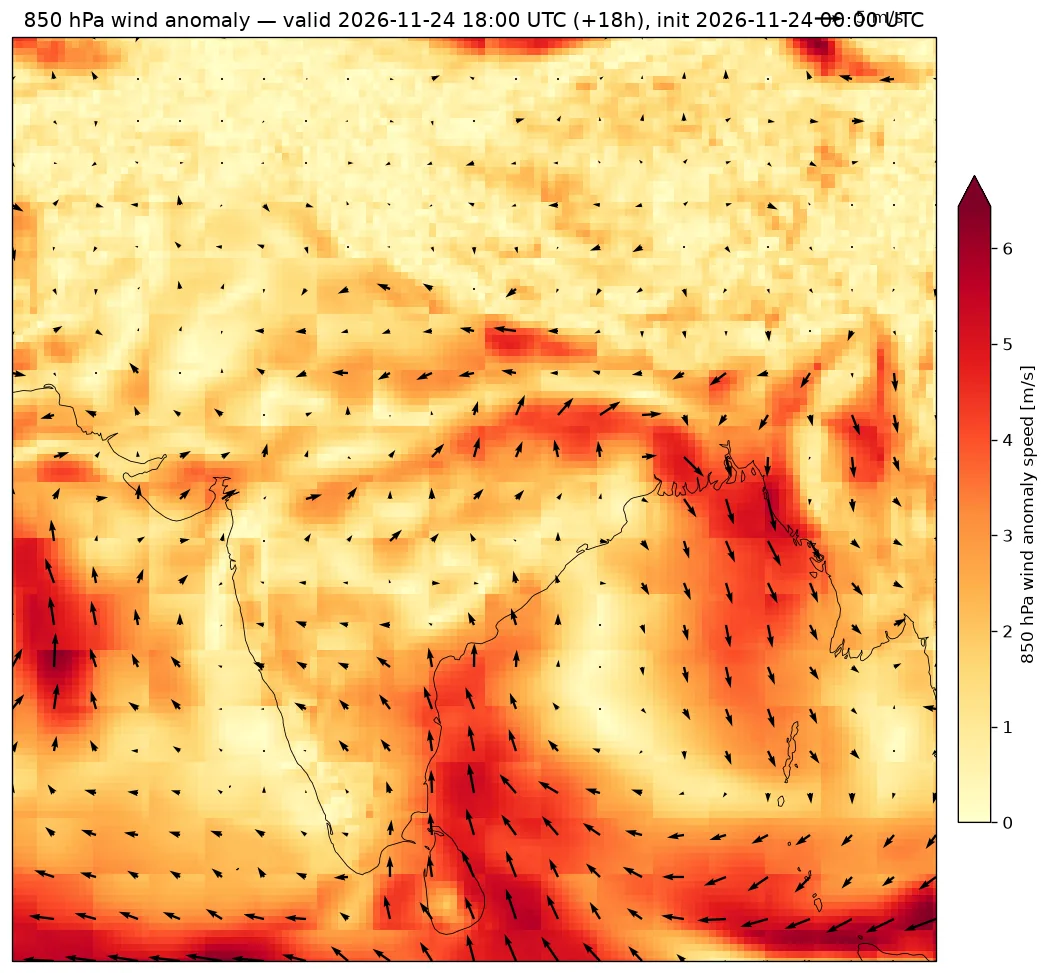 850 hPa wind anomaly — valid 2026-11-24 18:00 UTC (+18h), init 2026-11-24 00:00 UTC
5 m/s
6
5
4
3
2
1
0
850 hPa wind anomaly speed [m/s]